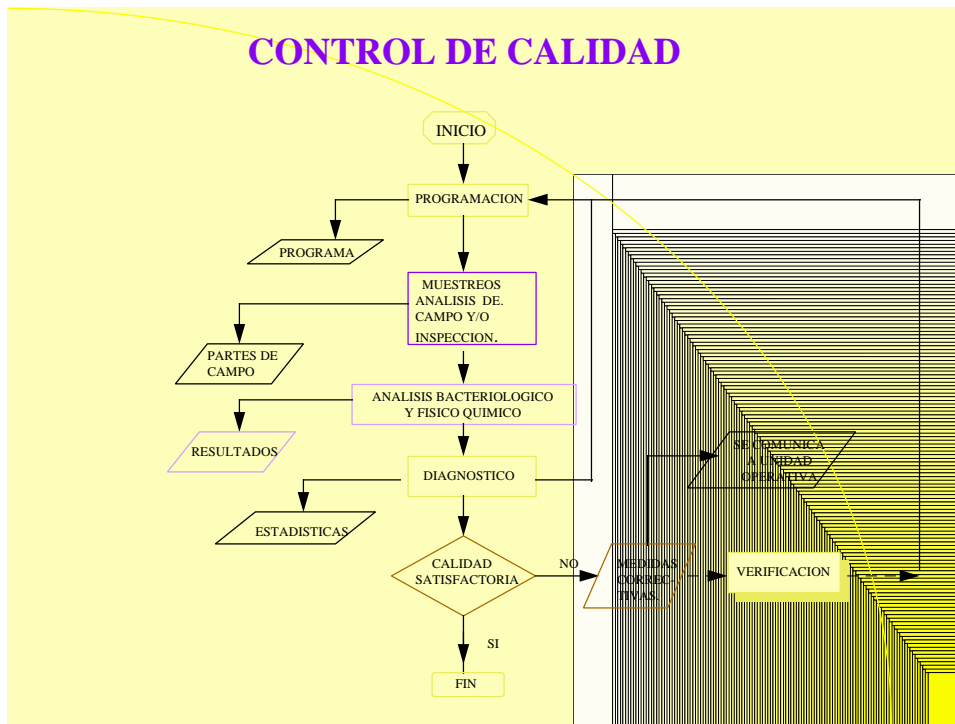 CONTROL DE CALIDAD
INICIO
PROGRAMACION
PROGRAMA
MUESTREOS
ANALISIS DE.
CAMPO Y/O
INSPECCION.
PARTES DE
CAMPO
ANALISIS BACTERIOLOGICO
Y FISICO QUIMICO
RESULTADOS
SE COMUNICA
A UNIDAD
OPERATIVA
DIAGNOSTICO
ESTADISTICAS
CALIDAD
SATISFACTORIA
NO
MEDIDAS
CORREC-
TIVAS.
VERIFICACION
SI
FIN